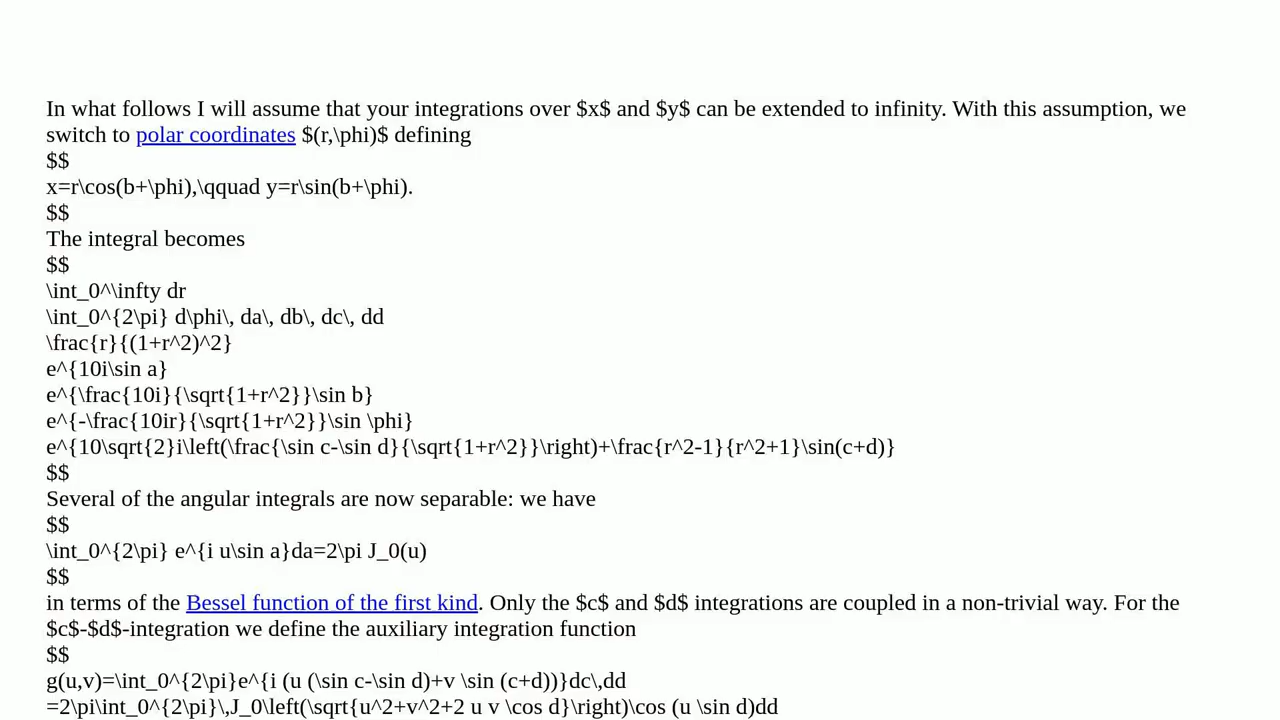 In what follows I will assume that your integrations over $x$ and $y$ can be extended to infinity. With this assumption, we
switch to polar coordinates $(r,\phi)$ defining
$$
x=r\cos(b+\phi),\qquad y=r\sin(b+\phi).
$$
The integral becomes
$$
\int_0^\infty dr
\int_0^{2\pi} d\phi\, da\, db\, dc\, dd
\frac{r}{(1+r^2)^2}
e^{10i\sin a}
e^{\frac{10i}{\sqrt{1+r^2}}\sin b}
e^{-\frac{10ir}{\sqrt{1+r^2}}\sin \phi}
e^{10\sqrt{2}i\left(\frac{\sin c-\sin d}{\sqrt{1+r^2}}\right)+\frac{r^2-1}{r^2+1}\sin(c+d)}
$$
Several of the angular integrals are now separable: we have
$$
\int_0^{2\pi} e^{i u\sin a}da=2\pi J_0(u)
$$
in terms of the Bessel function of the first kind. Only the $c$ and $d$ integrations are coupled in a non-trivial way. For the
$c$-$d$-integration we define the auxiliary integration function
$$
g(u,v)=\int_0^{2\pi}e^{i (u (\sin c-\sin d)+v \sin (c+d))}dc\,dd
=2\pi\int_0^{2\pi}\,J_0\left(\sqrt{u^2+v^2+2 u v \cos d}\right)\cos (u \sin d)dd